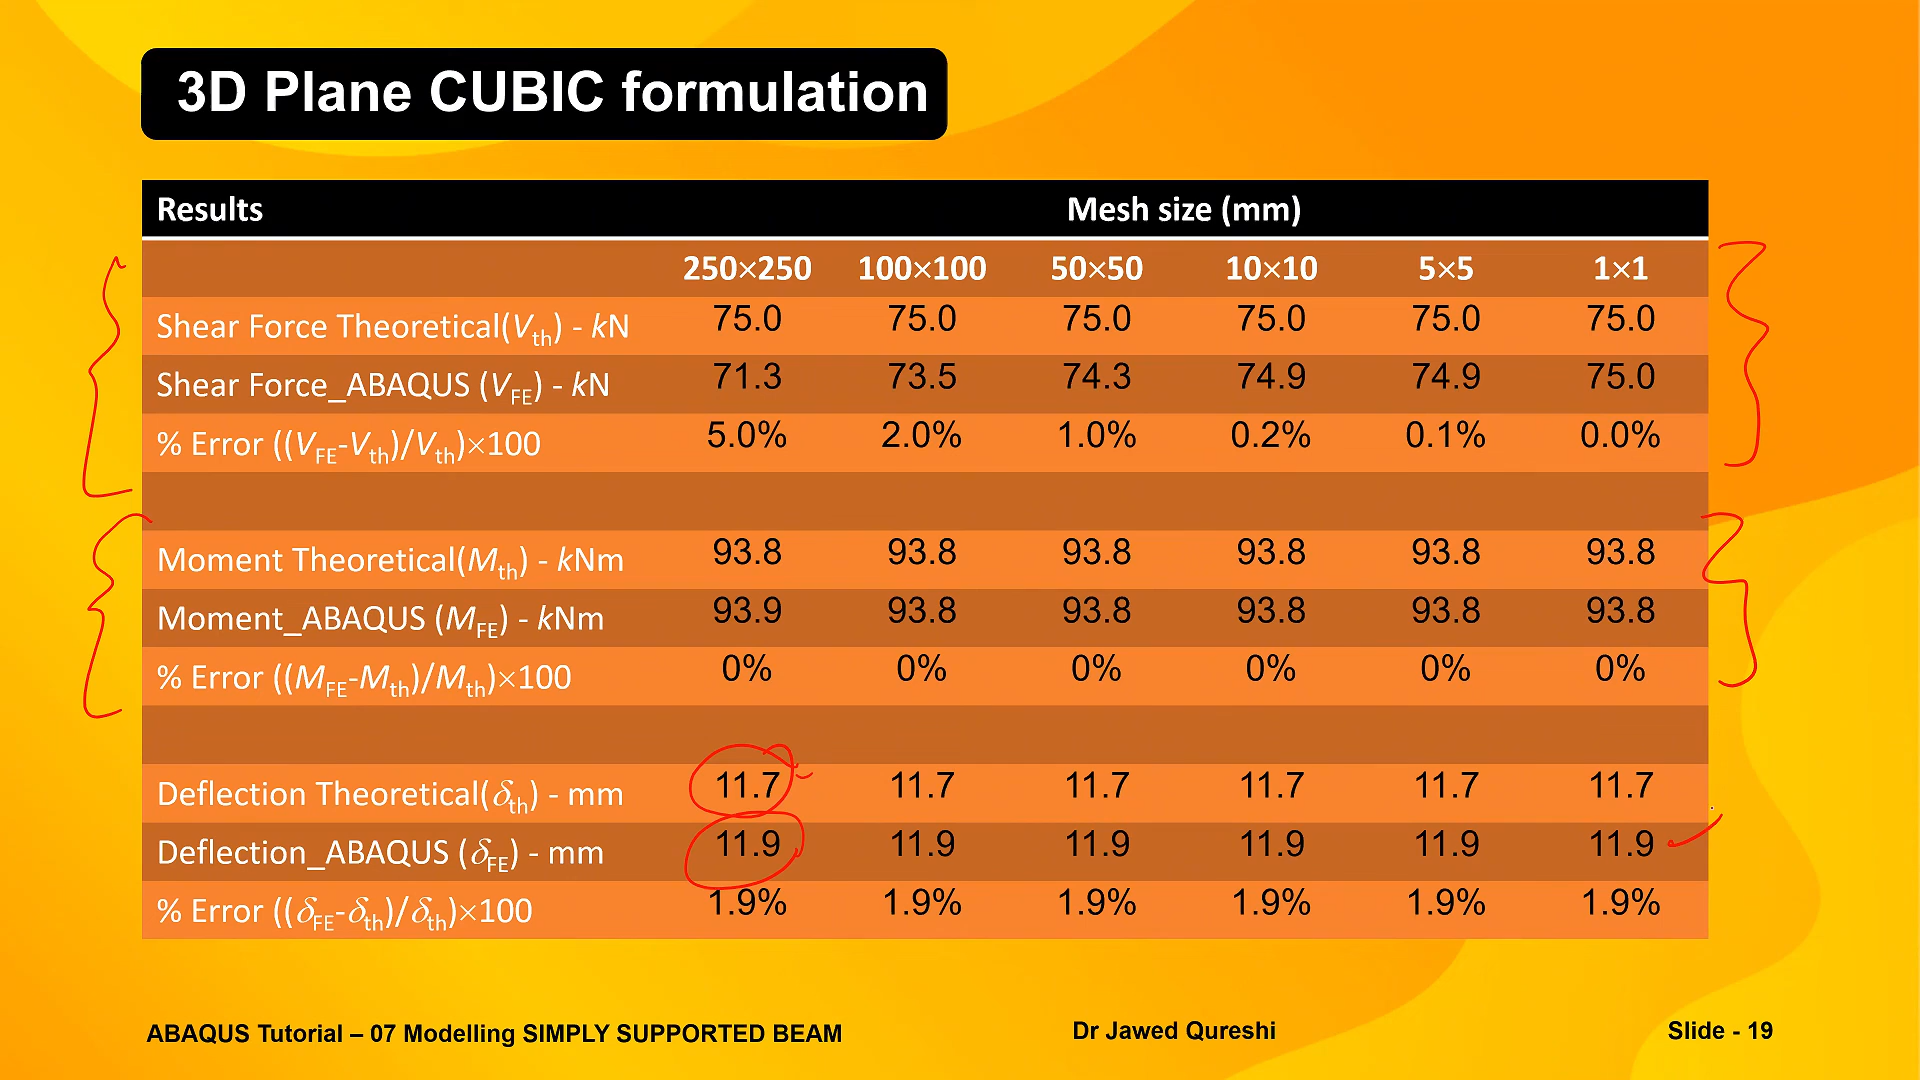 3D Plane CUBIC formulation
Results Mesh size (mm)
250×250 100×100 50×50 10×10 5×5 1×1
Shear Force Theoretical(Vth) - kN 75.0 75.0 75.0 75.0 75.0 75.0
Shear Force_ABAQUS (VFE) - kN 71.3 73.5 74.3 74.9 74.9 75.0
% Error ((VFE-Vth)/Vth)×100 5.0% 2.0% 1.0% 0.2% 0.1% 0.0%
Moment Theoretical(Mth) - kNm 93.8 93.8 93.8 93.8 93.8 93.8
Moment_ABAQUS (MFE) - kNm 93.9 93.8 93.8 93.8 93.8 93.8
% Error ((MFE-Mth)/Mth)×100 0% 0% 0% 0% 0% 0%
Deflection Theoretical(δth) - mm 11.7 11.7 11.7 11.7 11.7 11.7
Deflection_ABAQUS (δFE) - mm 11.9 11.9 11.9 11.9 11.9 11.9
% Error ((δFE-δth)/δth)×100 1.9% 1.9% 1.9% 1.9% 1.9% 1.9%
ABAQUS Tutorial – 07 Modelling SIMPLY SUPPORTED BEAM Dr Jawed Qureshi Slide - 19